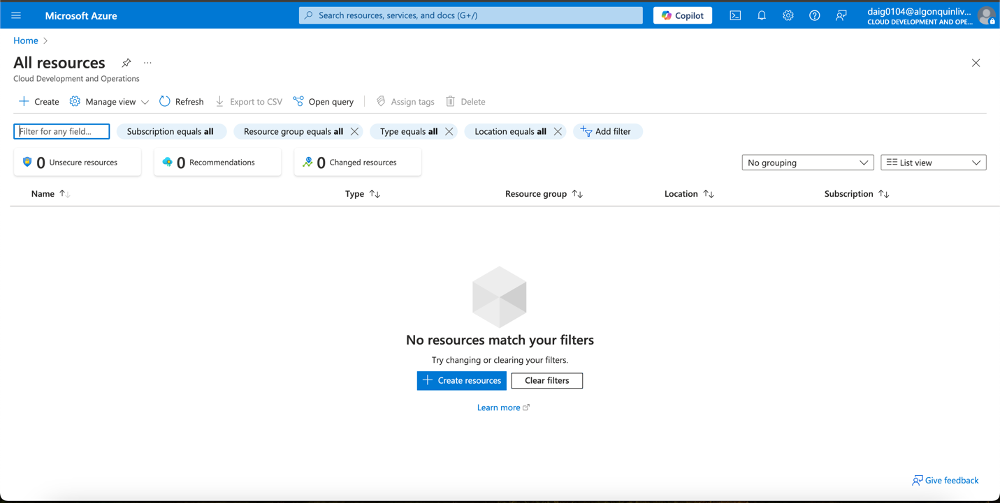 Microsoft Azure
Search resources, services, and docs (G+/)
Copilot
daig0104@algonquinliv...
CLOUD DEVELOPMENT AND OPE...
Home
All resources
Cloud Development and Operations
Create
Manage view
Refresh
Export to CSV
Open query
Assign tags
Delete
Filter for any field...
Subscription equals all
Resource group equals all
Type equals all
Location equals all
Add filter
0 Unsecure resources
0 Recommendations
0 Changed resources
No grouping
List view
Name
Type
Resource group
Location
Subscription
No resources match your filters
Try changing or clearing your filters.
Create resources
Clear filters
Learn more
Give feedback